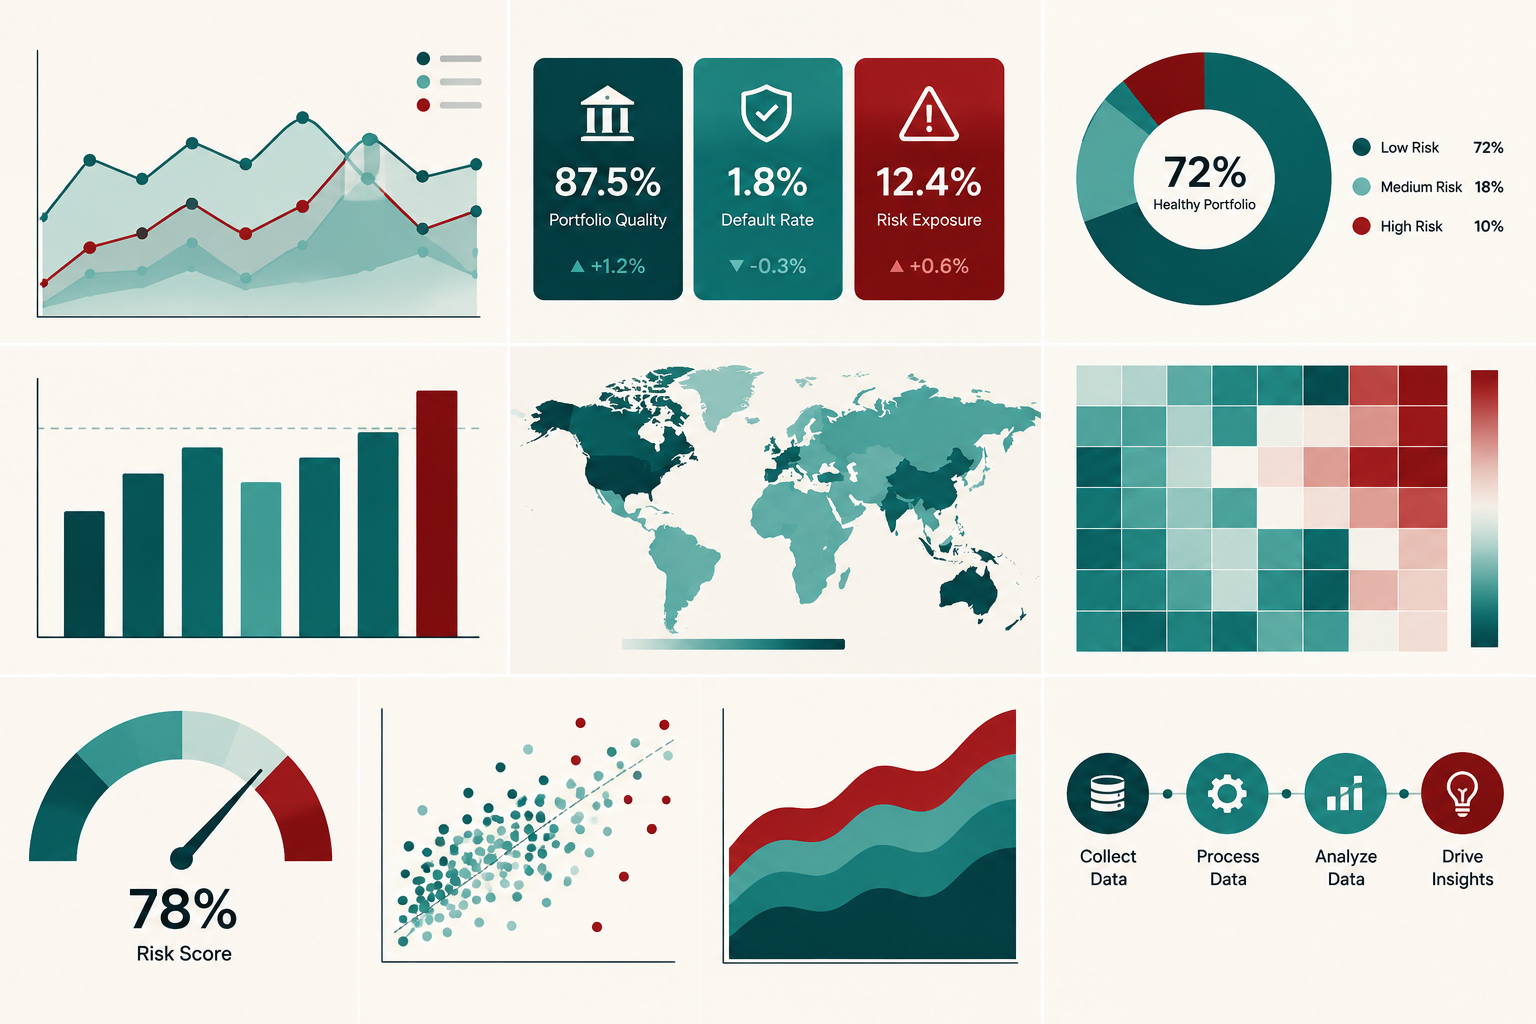 87.5%
Portfolio Quality
▲ +1.2%
1.8%
Default Rate
▼ -0.3%
12.4%
Risk Exposure
▲ +0.6%
72%
Healthy Portfolio
Low Risk 72%
Medium Risk 18%
High Risk 10%
78%
Risk Score
Collect
Data
Process
Data
Analyze
Data
Drive
Insights